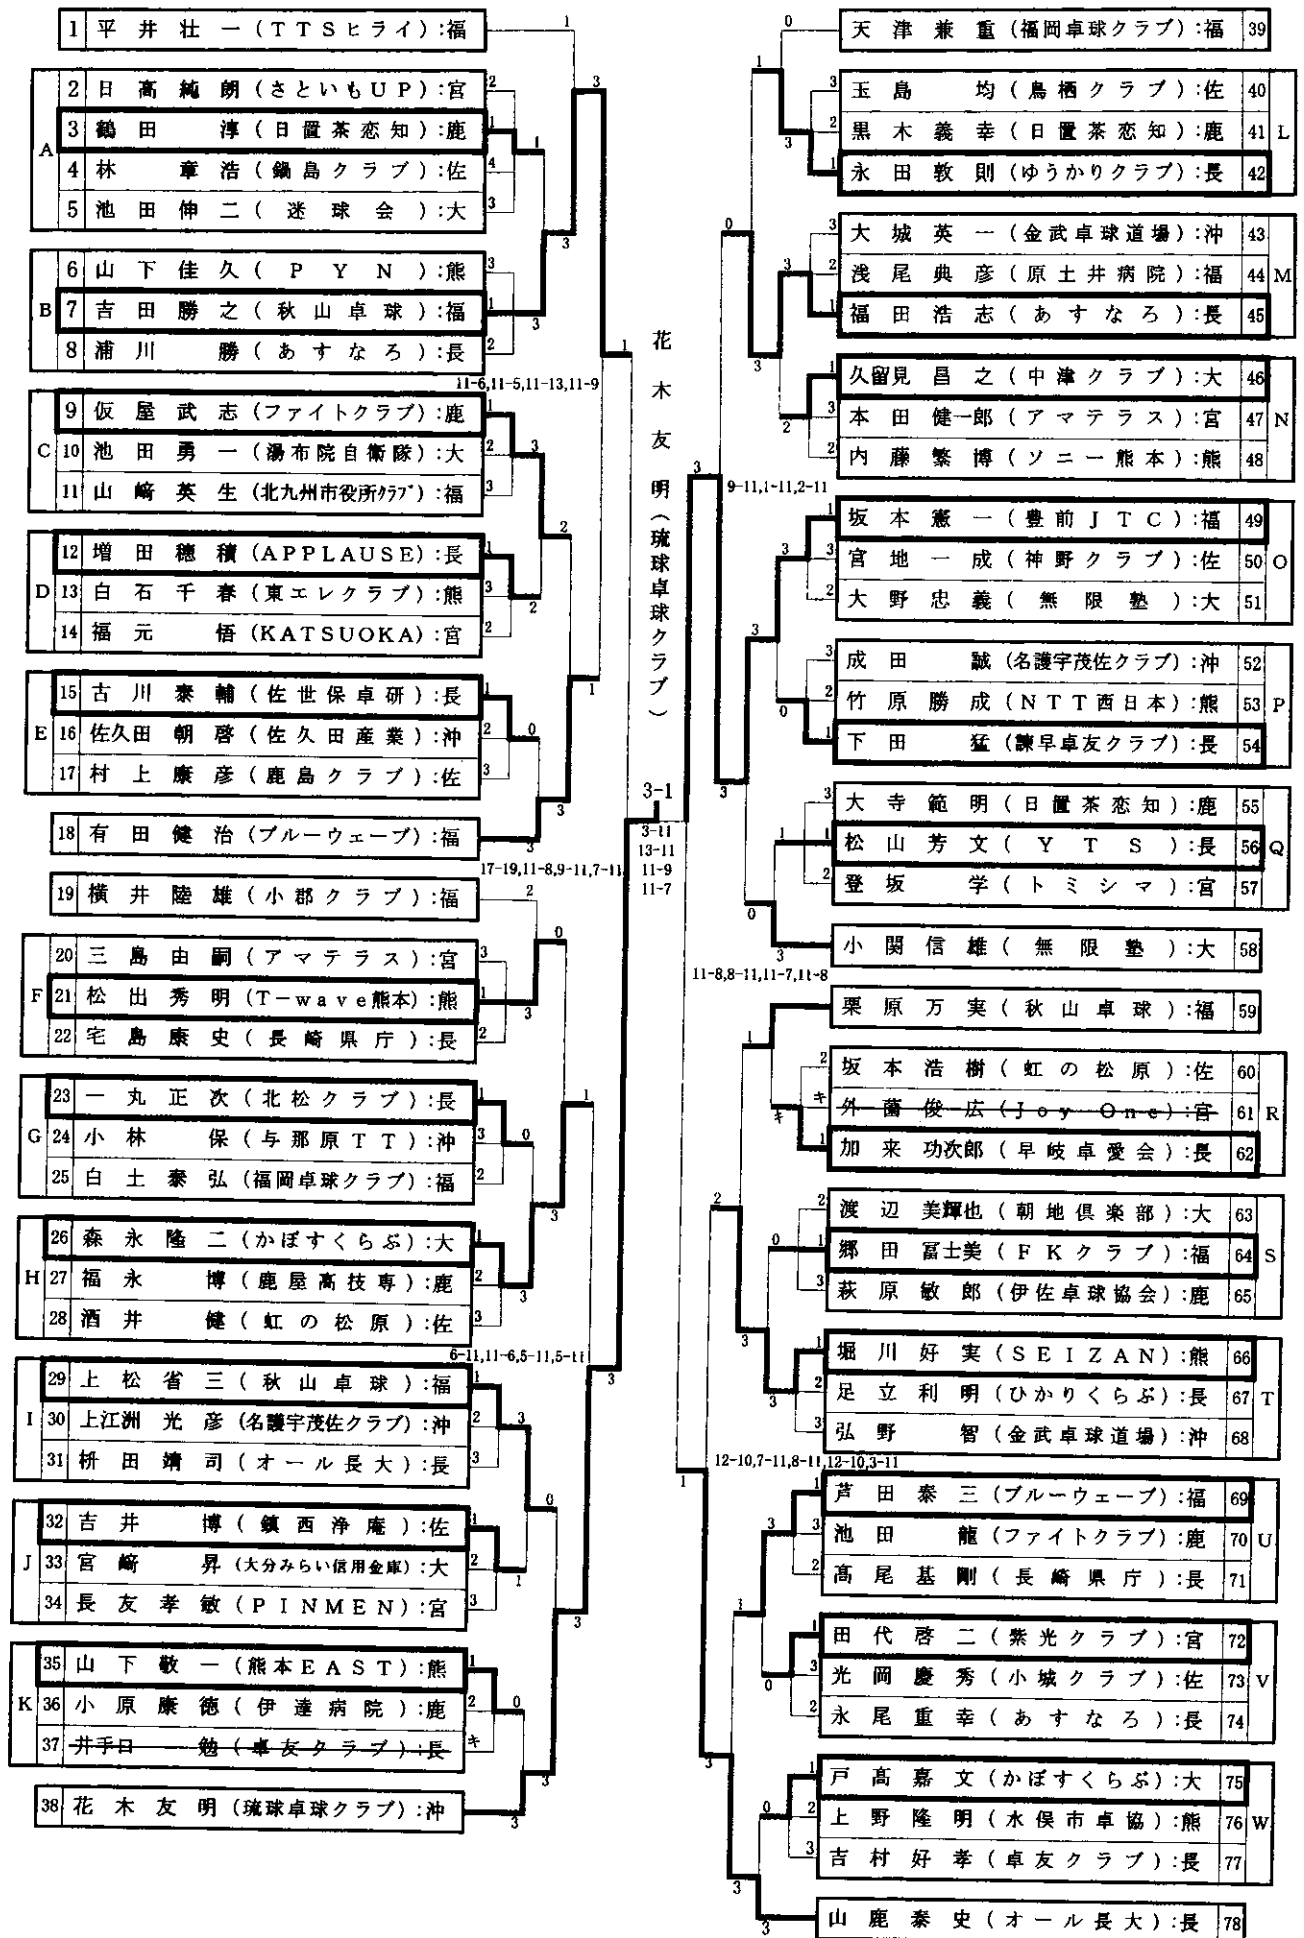 1 平井壮一(TTSヒライ):福
A
2 日高純朗(さといもUP):宮
3 鶴田淳(日置茶恋知):鹿
4 林章浩(鍋島クラブ):佐
5 池田伸二(迷球会):大
B
6 山下佳久(PYN):熊
7 吉田勝之(秋山卓球):福
8 浦川勝(あすなろ):長
11-6,11-5,11-13,11-9
C
9 仮屋武志(ファイトクラブ):鹿
10 池田勇一(湯布院自衛隊):大
11 山﨑英生(北九州市役所クラブ):福
D
12 増田穂積(APPLAUSE):長
13 白石千春(東エレクラブ):熊
14 福元悟(KATSUOKA):宮
E
15 古川泰輔(佐世保卓研):長
16 佐久田朝啓(佐久田産業):沖
17 村上康彦(鹿島クラブ):佐
18 有田健治(ブルーウェーブ):福
17-19,11-8,9-11,7-11
19 横井陸雄(小郡クラブ):福
F
20 三島由嗣(アマテラス):宮
21 松出秀明(T-wave熊本):熊
22 宅島康史(長崎県庁):長
G
23 一丸正次(北松クラブ):長
24 小林保(与那原TT):沖
25 白土泰弘(福岡卓球クラブ):福
H
26 森永隆二(かぼすくらぶ):大
27 福永博(鹿屋高技専):鹿
28 酒井健(虹の松原):佐
6-11,11-6,5-11,5-11
I
29 上松省三(秋山卓球):福
30 上江洲光彦(名護宇茂佐クラブ):沖
31 枡田靖司(オール長大):長
J
32 吉井博(鎮西浄庵):佐
33 宮﨑昇(大分みらい信用金庫):大
34 長友孝敏(PINMEN):宮
K
35 山下敬一(熊本EAST):熊
36 小原康徳(伊達病院):鹿
37 井手口勉(卓友クラブ):長 キ
38 花木友明(琉球卓球クラブ):沖
花木友明(琉球卓球クラブ)
3-1
3-11
13-11
11-9
11-7
天津兼重(福岡卓球クラブ):福 39
玉島均(鳥栖クラブ):佐 40
黒木義幸(日置茶恋知):鹿 41
永田敦則(ゆうかりクラブ):長 42
L
大城英一(金武卓球道場):沖 43
浅尾典彦(原土井病院):福 44
福田浩志(あすなろ):長 45
M
久留見昌之(中津クラブ):大 46
本田健一郎(アマテラス):宮 47
内藤繁博(ソニー熊本):熊 48
N
9-11,1-11,2-11
坂本憲一(豊前JTC):福 49
宮地一成(神野クラブ):佐 50
大野忠義(無限塾):大 51
O
成田誠(名護宇茂佐クラブ):沖 52
竹原勝成(NTT西日本):熊 53
下田猛(諫早卓友クラブ):長 54
P
大寺範明(日置茶恋知):鹿 55
松山芳文(YTS):長 56
登坂学(トミシマ):宮 57
Q
小関信雄(無限塾):大 58
11-8,8-11,11-7,11-8
栗原万実(秋山卓球):福 59
坂本浩樹(虹の松原):佐 60
外薗俊広(Joy One):宮 61 キ
加来功次郎(早岐卓愛会):長 62
R
キ
渡辺美輝也(朝地倶楽部):大 63
郷田冨士美(FKクラブ):福 64
萩原敏郎(伊佐卓球協会):鹿 65
S
堀川好実(SEIZAN):熊 66
足立利明(ひかりくらぶ):長 67
弘野智(金武卓球道場):沖 68
T
12-10,7-11,8-11,12-10,3-11
芦田泰三(ブルーウェーブ):福 69
池田龍(ファイトクラブ):鹿 70
高尾基剛(長崎県庁):長 71
U
田代啓二(紫光クラブ):宮 72
光岡慶秀(小城クラブ):佐 73
永尾重幸(あすなろ):長 74
V
戸高嘉文(かぼすくらぶ):大 75
上野隆明(水俣市卓協):熊 76
吉村好孝(卓友クラブ):長 77
W
山鹿泰史(オール長大):長 78